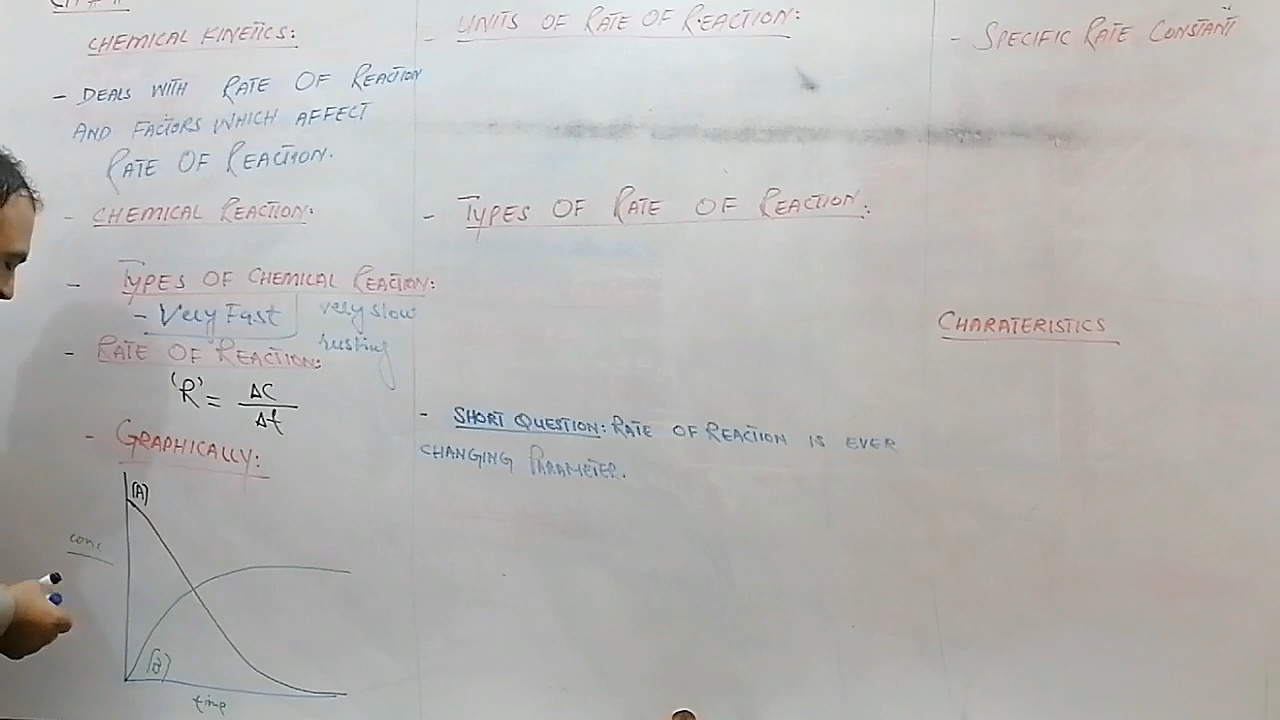 CHEMICAL KINETICS:
- DEALS WITH RATE OF REACTION
AND FACTORS WHICH AFFECT
RATE OF REACTION.
- CHEMICAL REACTION:
- TYPES OF CHEMICAL REACTION:
- Very Fast very slow
rusting
- RATE OF REACTION:
'R' = ΔC / Δt
- GRAPHICALLY:
[A]
conc
[B]
time
- UNITS OF RATE OF REACTION:
- TYPES OF RATE OF REACTION:
- SHORT QUESTION: RATE OF REACTION IS EVER
CHANGING PARAMETER.
- SPECIFIC RATE CONSTANT
CHARATERISTICS